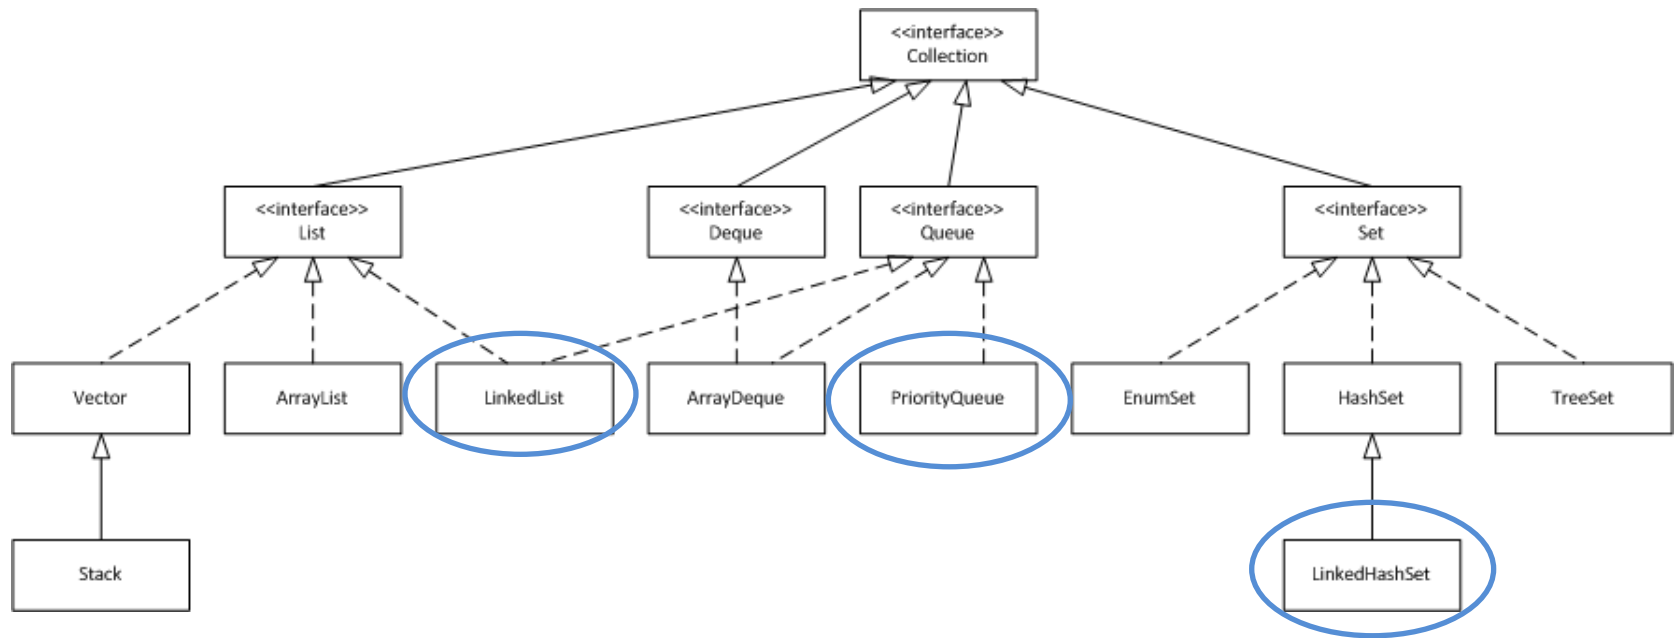 <<interface>>
Collection
<<interface>>
List
<<interface>>
Deque
<<interface>>
Queue
<<interface>>
Set
Vector
ArrayList
LinkedList
ArrayDeque
PriorityQueue
EnumSet
HashSet
TreeSet
Stack
LinkedHashSet